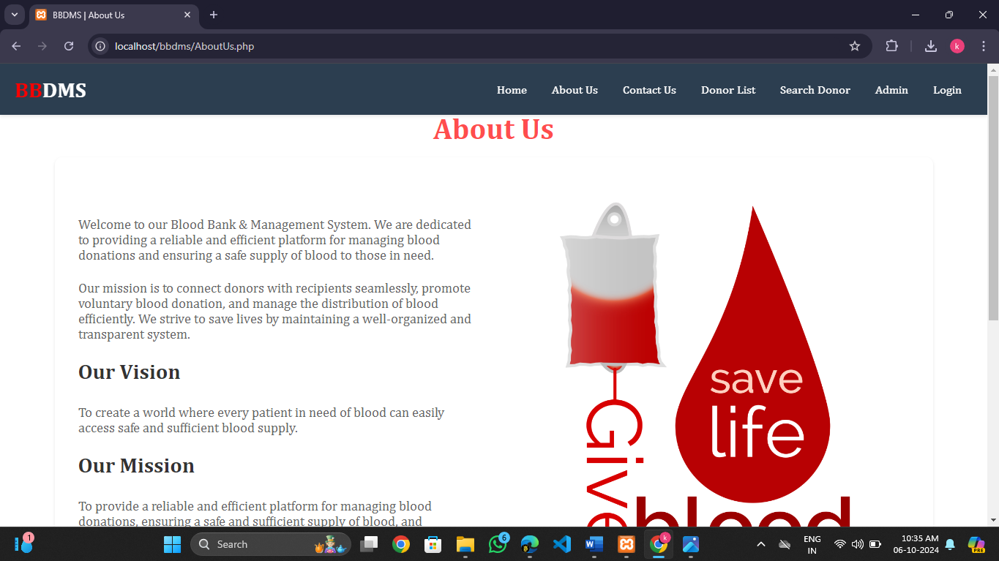 BBDMS | About Us
localhost/bbdms/AboutUs.php
k
BBDMS
Home About Us Contact Us Donor List Search Donor Admin Login
About Us
Welcome to our Blood Bank & Management System. We are dedicated
to providing a reliable and efficient platform for managing blood
donations and ensuring a safe supply of blood to those in need.
Our mission is to connect donors with recipients seamlessly, promote
voluntary blood donation, and manage the distribution of blood
efficiently. We strive to save lives by maintaining a well-organized and
transparent system.
Our Vision
To create a world where every patient in need of blood can easily
access safe and sufficient blood supply.
Our Mission
To provide a reliable and efficient platform for managing blood
donations, ensuring a safe and sufficient supply of blood, and
save
life
Give
blood
1
Search
6
k
ENG
IN
10:35 AM
06-10-2024
PRE